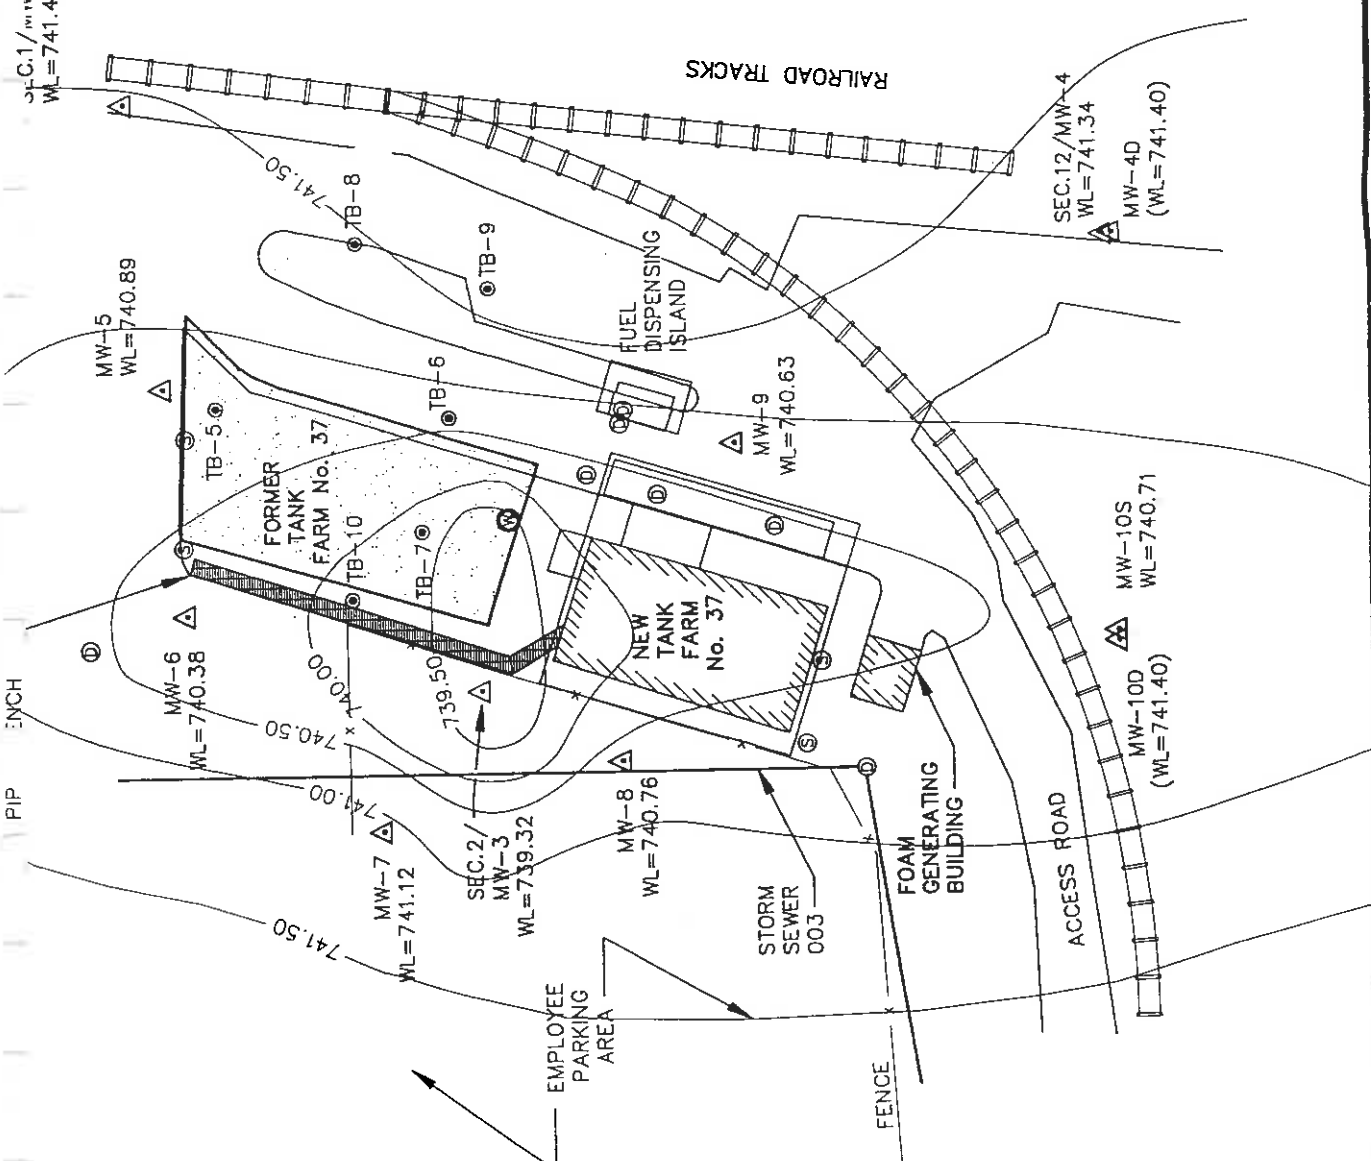 WL=741.4
RAILROAD TRACKS
741.50
TB-8
TB-9
FUEL
DISPENSING
ISLAND
SEC.12/MW-4
WL=741.34
MW-4D
(WL=741.40)
MW-5
WL=740.89
TB-5
TB-6
FORMER
TANK
FARM No. 37
TB-10
TB-7
MW-9
WL=740.63
MW-10S
WL=740.71
MW-10D
(WL=741.40)
NEW
TANK
FARM
No. 37
MW-6
WL=740.38
PIP
ENCH
740.50
739.50
741.00
741.50
MW-7
WL=741.12
SEC.2/
MW-3
WL=739.32
MW-8
WL=740.76
STORM
SEWER
003
FOAM
GENERATING
BUILDING
ACCESS ROAD
EMPLOYEE
PARKING
AREA
FENCE
D
D
D
D
D
D
D
S
S
S
S
W